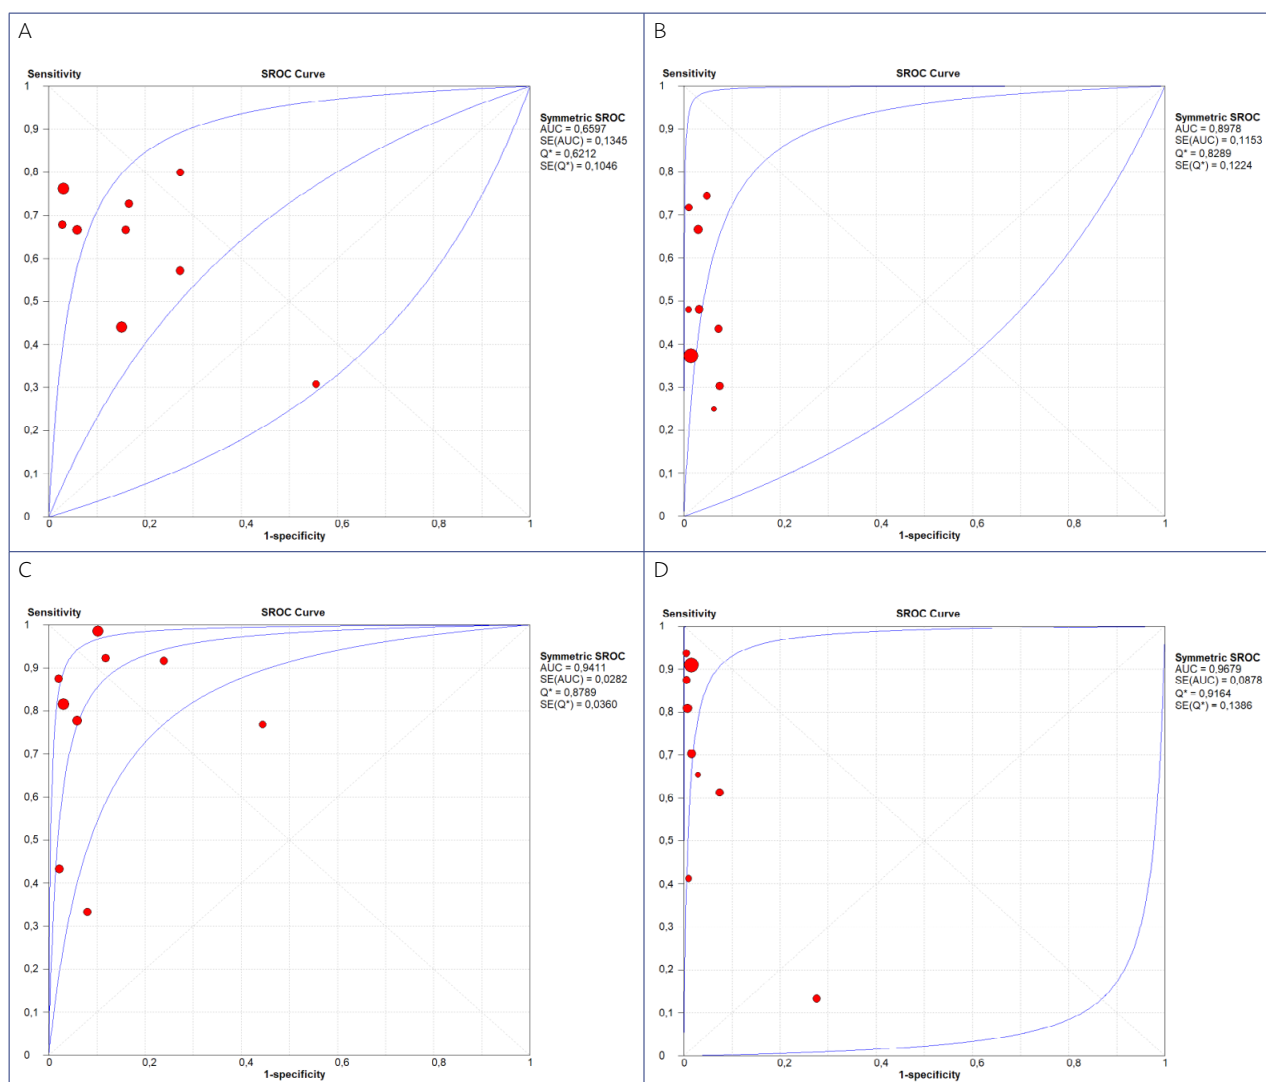 A
Sensitivity
SROC Curve
1
0,9
0,8
0,7
0,6
0,5
0,4
0,3
0,2
0,1
0
0 0,2 0,4 0,6 0,8 1
1-specificity
Symmetric SROC
AUC = 0,6597
SE(AUC) = 0,1345
Q* = 0,6212
SE(Q*) = 0,1046
B
Sensitivity
SROC Curve
1
0,9
0,8
0,7
0,6
0,5
0,4
0,3
0,2
0,1
0
0 0,2 0,4 0,6 0,8 1
1-specificity
Symmetric SROC
AUC = 0,8978
SE(AUC) = 0,1153
Q* = 0,8289
SE(Q*) = 0,1224
C
Sensitivity
SROC Curve
1
0,9
0,8
0,7
0,6
0,5
0,4
0,3
0,2
0,1
0
0 0,2 0,4 0,6 0,8 1
1-specificity
Symmetric SROC
AUC = 0,9411
SE(AUC) = 0,0282
Q* = 0,8789
SE(Q*) = 0,0360
D
Sensitivity
SROC Curve
1
0,9
0,8
0,7
0,6
0,5
0,4
0,3
0,2
0,1
0
0 0,2 0,4 0,6 0,8 1
1-specificity
Symmetric SROC
AUC = 0,9679
SE(AUC) = 0,0878
Q* = 0,9164
SE(Q*) = 0,1386